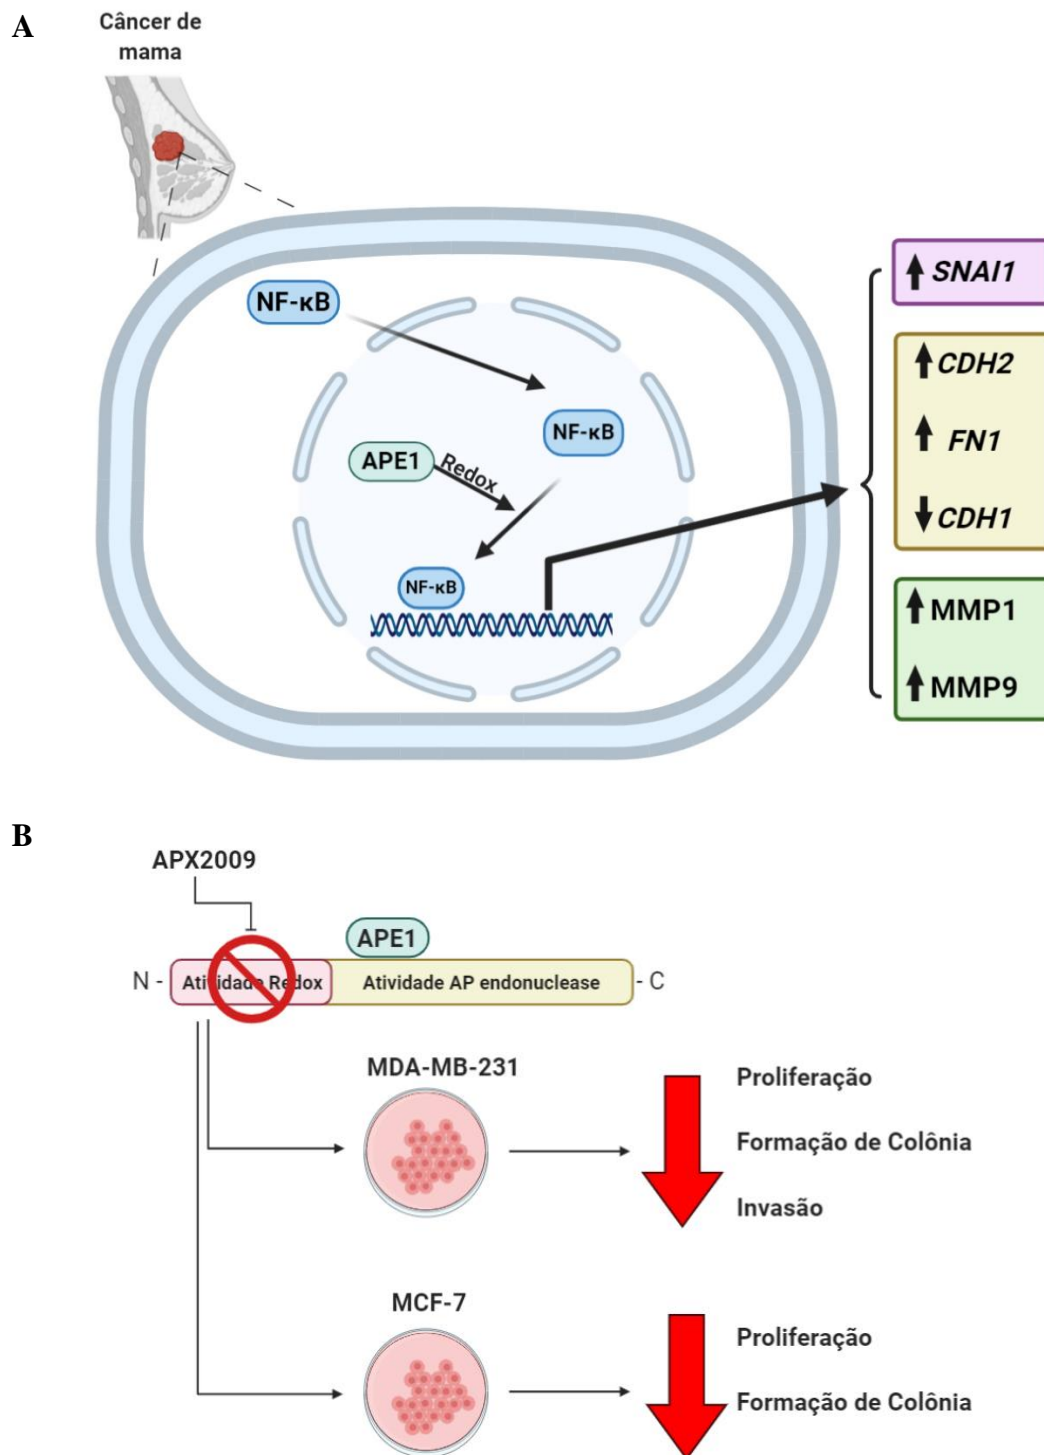 A
Câncer de
mama
NF-κB
NF-κB
APE1
Redox
NF-κB
SNAI1
CDH2
FN1
CDH1
MMP1
MMP9
B
APX2009
APE1
N - Atividade Redox Atividade AP endonuclease - C
MDA-MB-231
Proliferação
Formação de Colônia
Invasão
MCF-7
Proliferação
Formação de Colônia